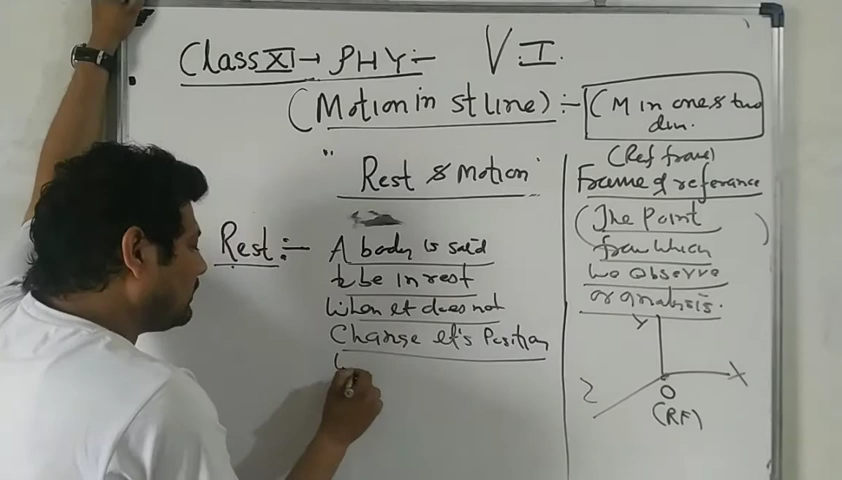 Class XI → PHY :- V I.
(Motion in st line) :- (M in one & two
dim.
" Rest & Motion "
Rest :- A body is said
to be in rest
When it does not
Change it's Position
(Ref frame)
Frame of referance
(The Point)
from which
we observe
or analysis.
Y
X
Z
O
(RF)